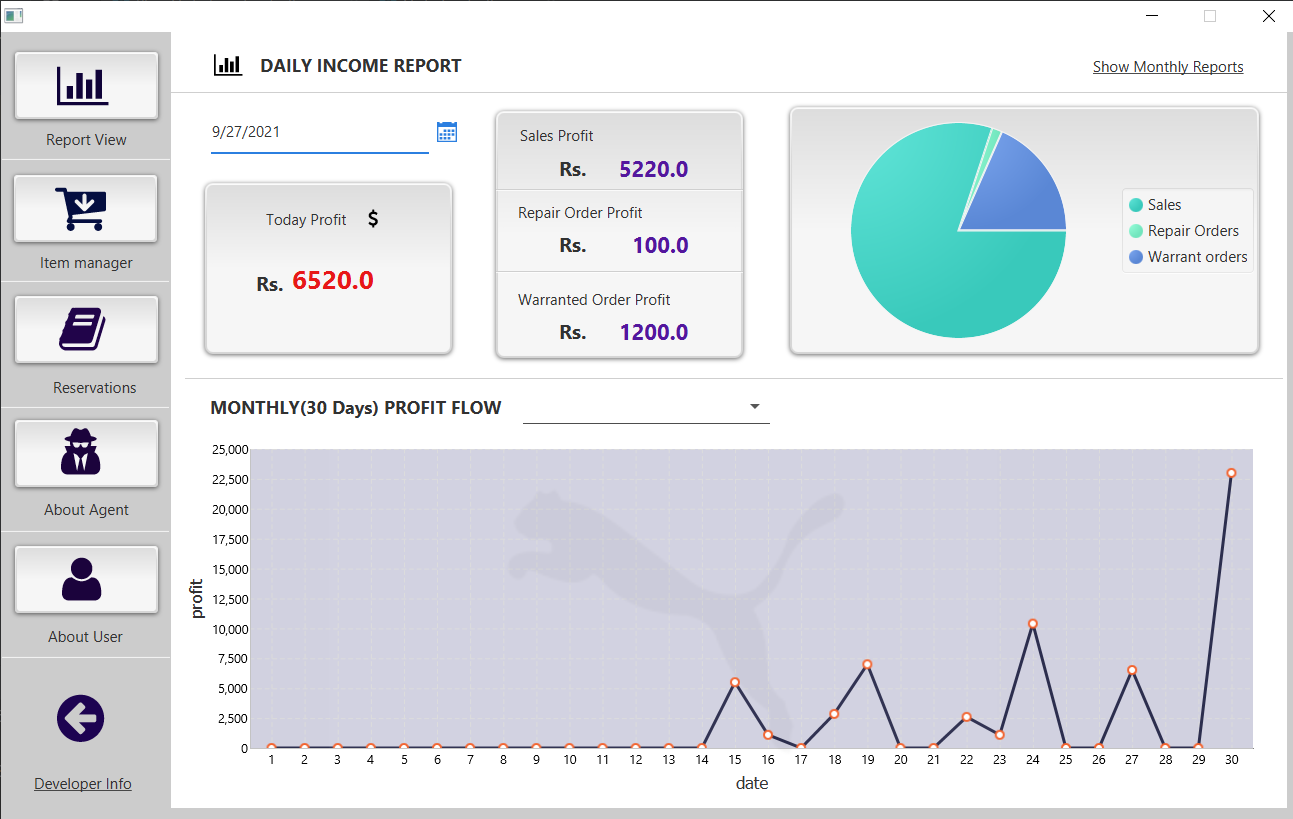 Report View
Item manager
Reservations
About Agent
About User
Developer Info
DAILY INCOME REPORT
Show Monthly Reports
9/27/2021
Today Profit $
Rs. 6520.0
Sales Profit
Rs. 5220.0
Repair Order Profit
Rs. 100.0
Warranted Order Profit
Rs. 1200.0
Sales
Repair Orders
Warrant orders
MONTHLY(30 Days) PROFIT FLOW
profit
25,000
22,500
20,000
17,500
15,000
12,500
10,000
7,500
5,000
2,500
0
1 2 3 4 5 6 7 8 9 10 11 12 13 14 15 16 17 18 19 20 21 22 23 24 25 26 27 28 29 30
date